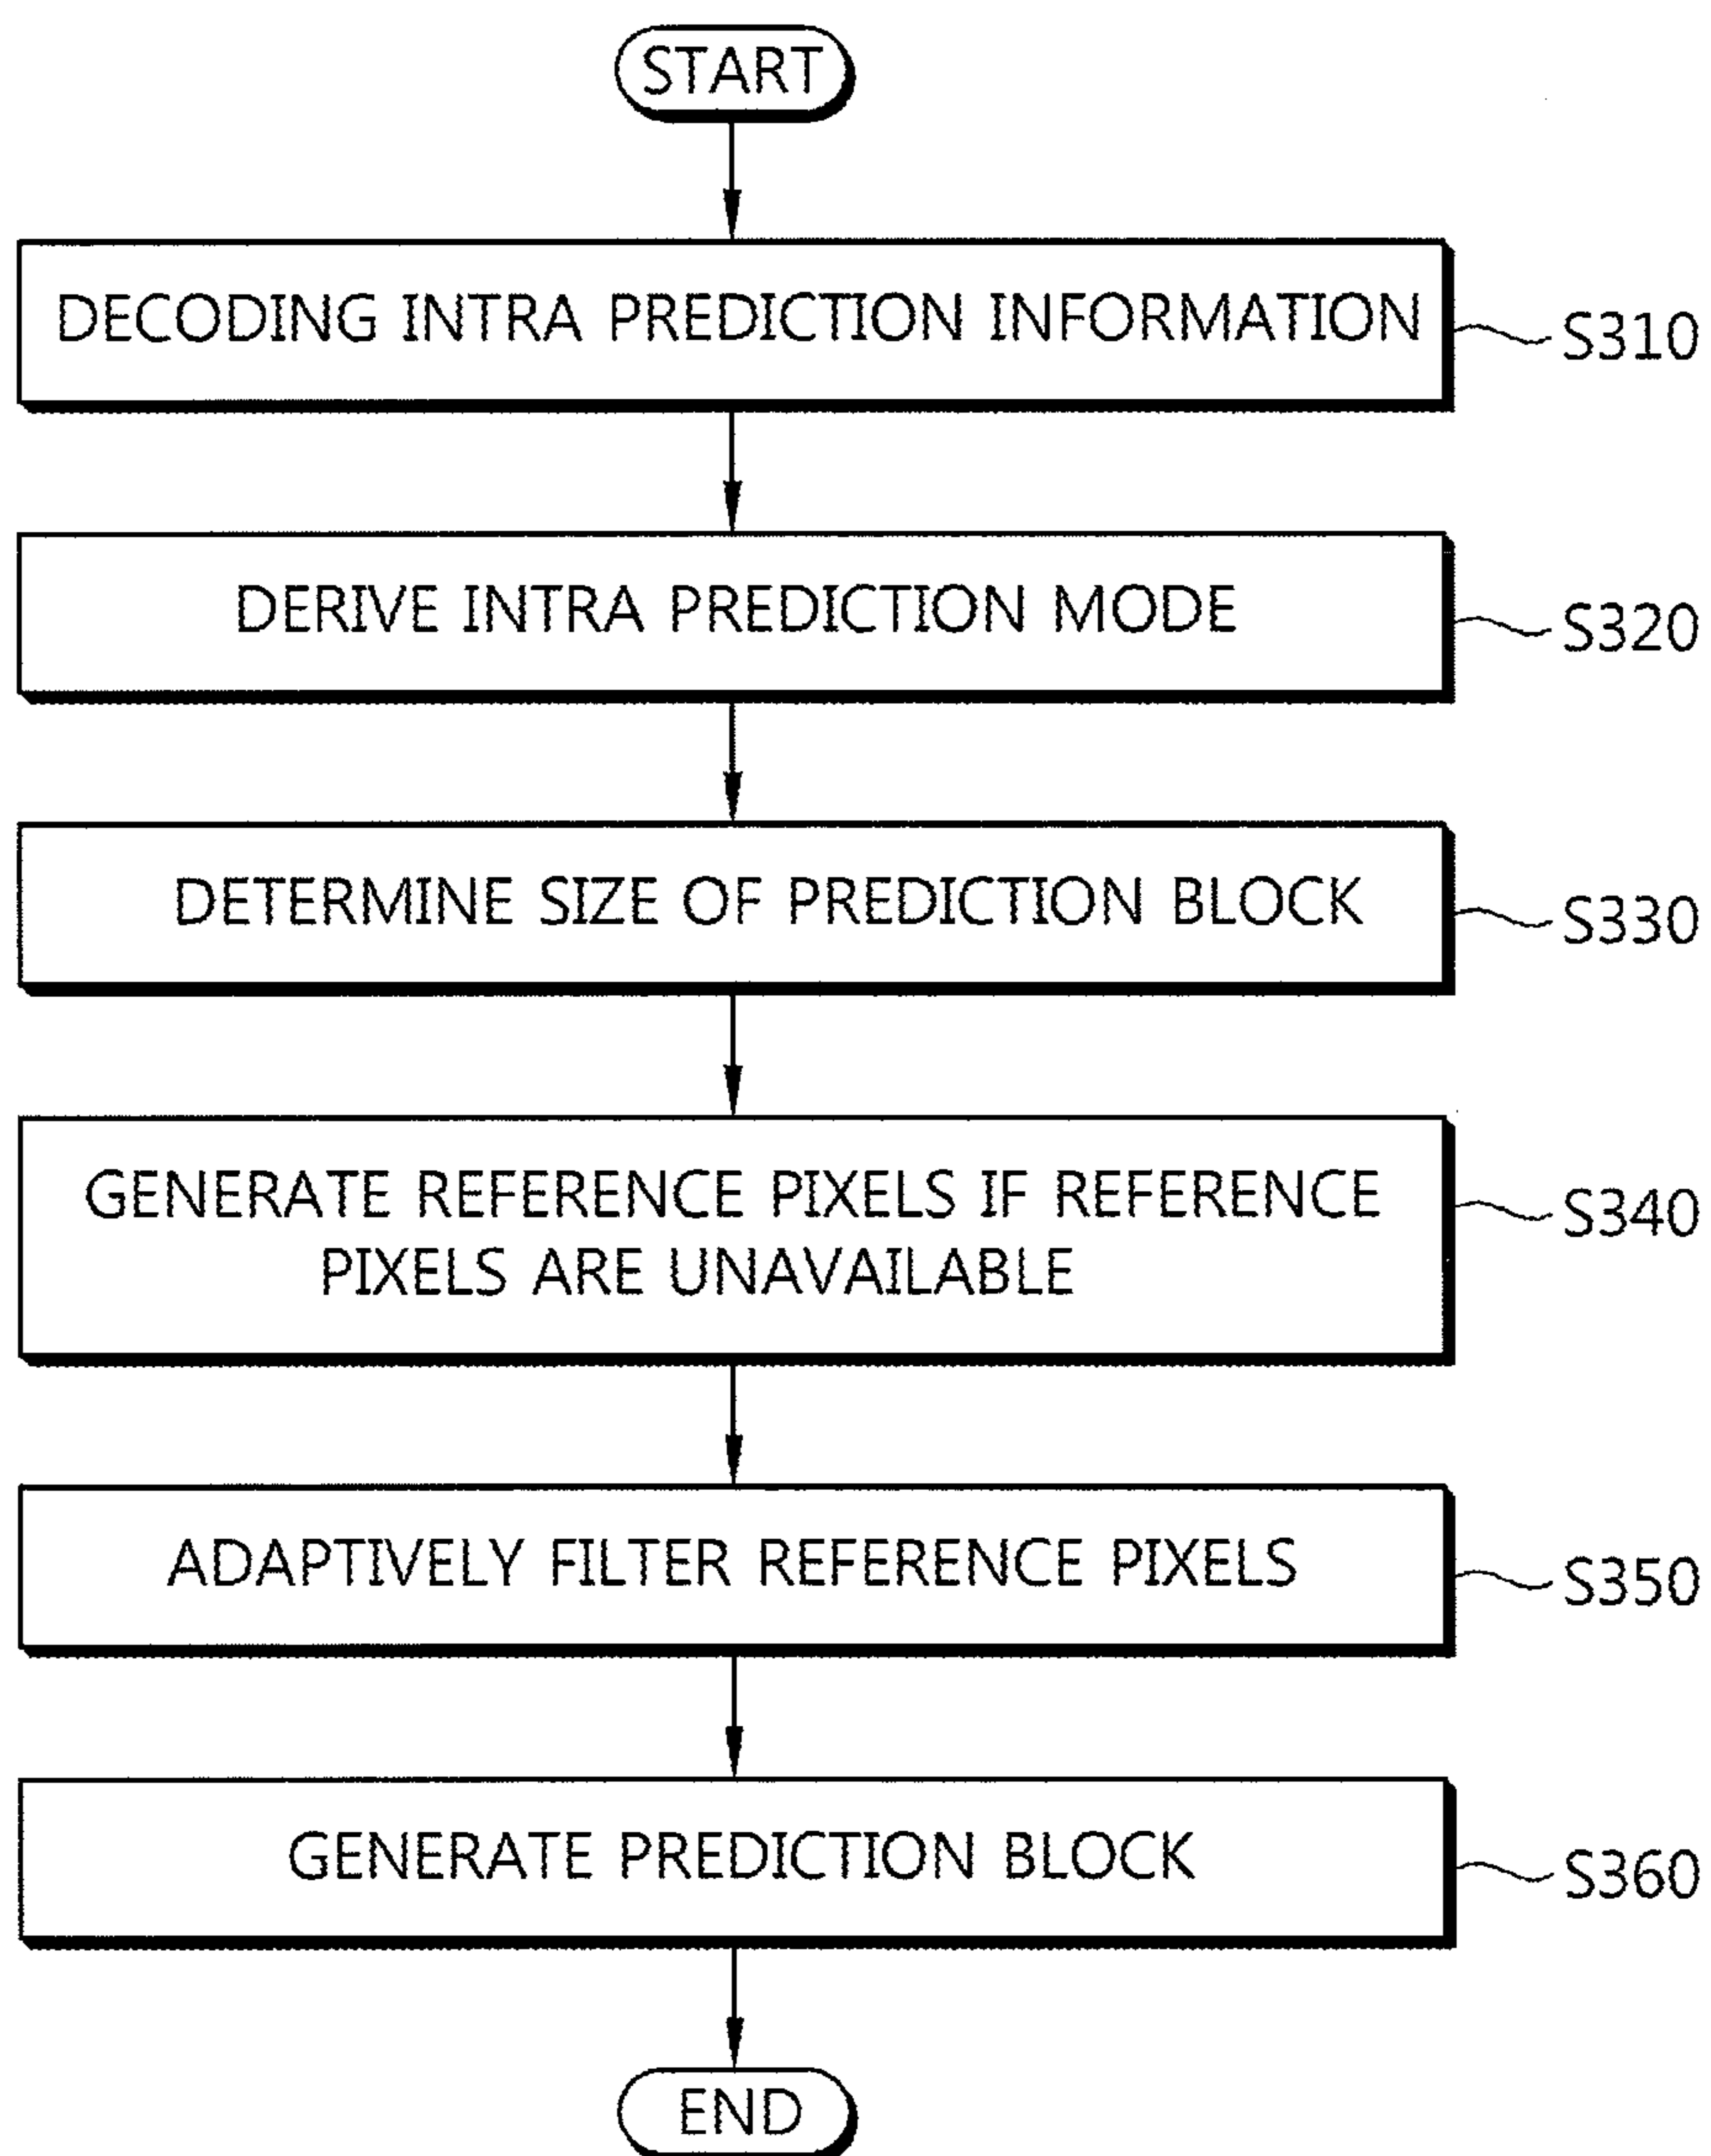 START
DECODING INTRA PREDICTION INFORMATION
S310
DERIVE INTRA PREDICTION MODE
S320
DETERMINE SIZE OF PREDICTION BLOCK
S330
GENERATE REFERENCE PIXELS IF REFERENCE
PIXELS ARE UNAVAILABLE
S340
ADAPTIVELY FILTER REFERENCE PIXELS
S350
GENERATE PREDICTION BLOCK
S360
END